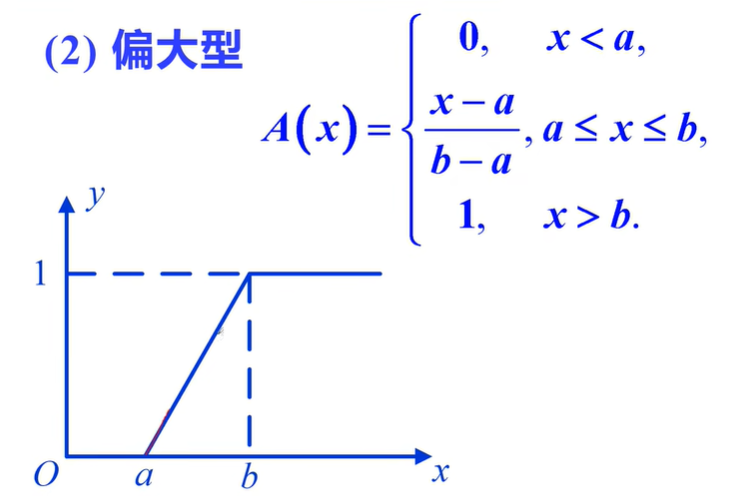 (2) 偏大型
0, x < a,
A(x) = { (x − a)/(b − a), a ≤ x ≤ b,
1, x > b.
y
1
O a b x